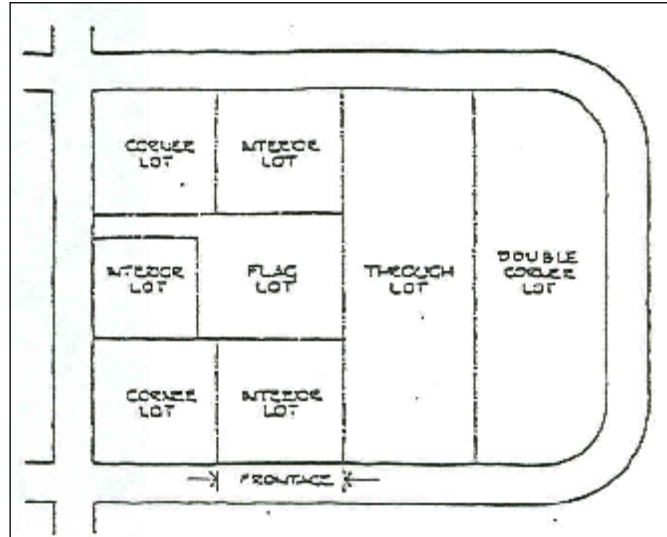 CORNER
LOT
INTERIOR
LOT
INTERIOR
LOT
FLAG
LOT
THROUGH
LOT
DOUBLE
CORNER
LOT
CORNER
LOT
INTERIOR
LOT
FRONTAGE